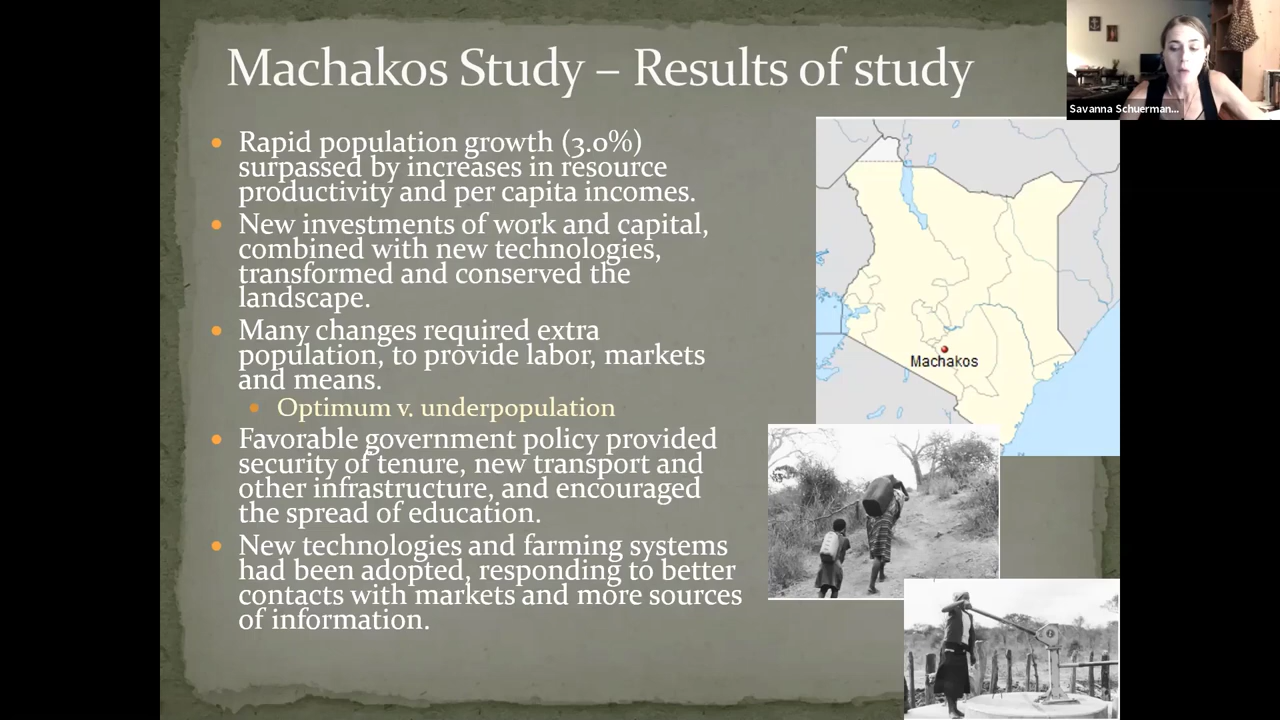 Machakos Study – Results of study
Savanna Schuerman...
• Rapid population growth (3.0%)
surpassed by increases in resource
productivity and per capita incomes.
• New investments of work and capital,
combined with new technologies,
transformed and conserved the
landscape.
• Many changes required extra
population, to provide labor, markets
and means.
• Optimum v. underpopulation
• Favorable government policy provided
security of tenure, new transport and
other infrastructure, and encouraged
the spread of education.
• New technologies and farming systems
had been adopted, responding to better
contacts with markets and more sources
of information.
Machakos